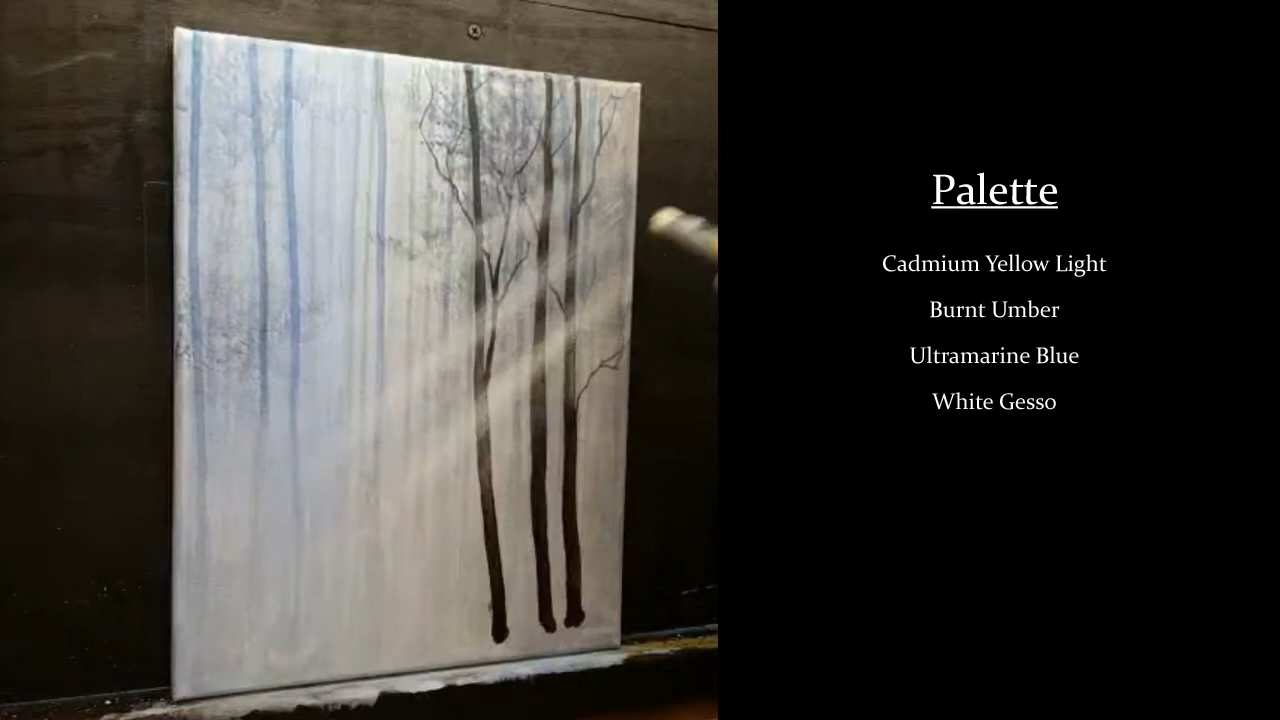 Palette
Cadmium Yellow Light
Burnt Umber
Ultramarine Blue
White Gesso